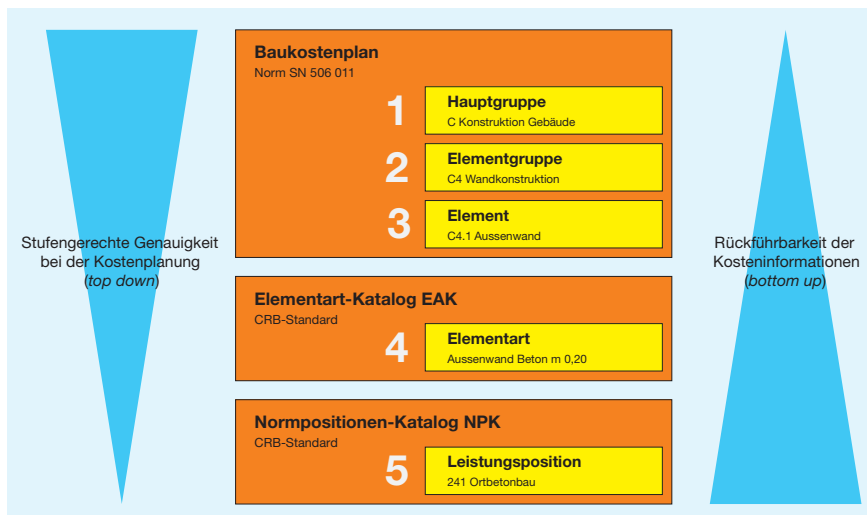 Baukostenplan
Norm SN 506 011
1
Hauptgruppe
C Konstruktion Gebäude
2
Elementgruppe
C4 Wandkonstruktion
3
Element
C4.1 Aussenwand
Stufengerechte Genauigkeit
bei der Kostenplanung
(top down)
Rückführbarkeit der
Kosteninformationen
(bottom up)
Elementart-Katalog EAK
CRB-Standard
4
Elementart
Aussenwand Beton m 0,20
Normpositionen-Katalog NPK
CRB-Standard
5
Leistungsposition
241 Ortbetonbau